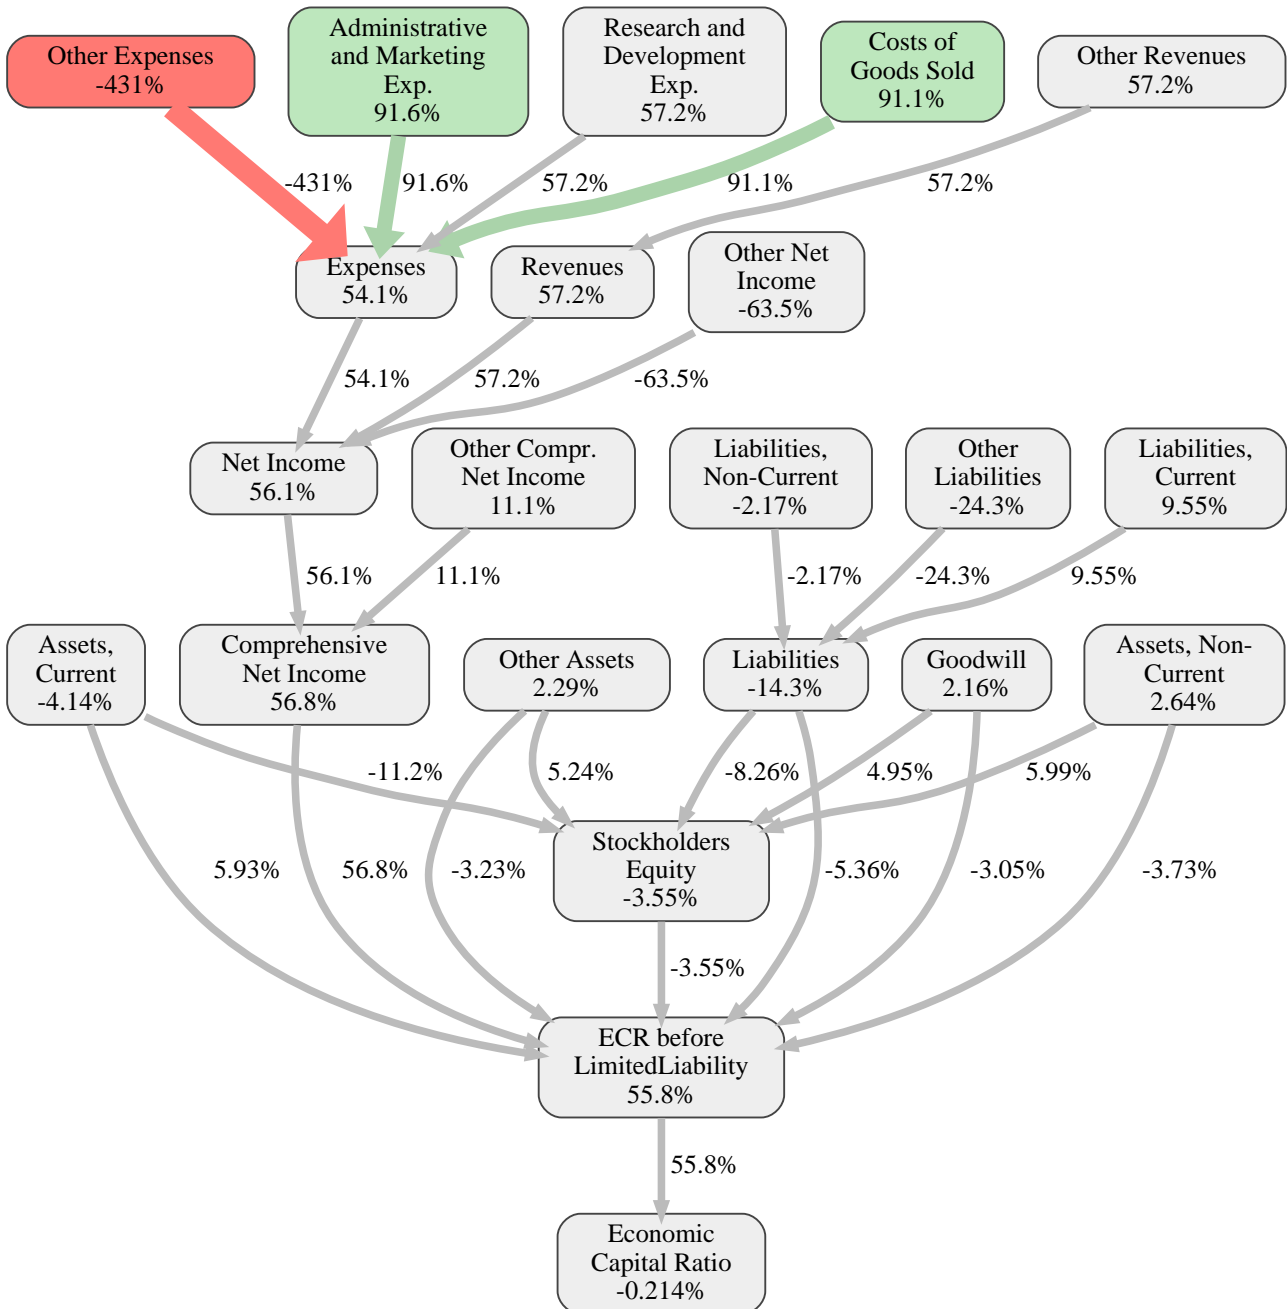 Other Expenses
-431%
Administrative
and Marketing
Exp.
91.6%
Research and
Development
Exp.
57.2%
Costs of
Goods Sold
91.1%
Other Revenues
57.2%
-431%
91.6%
57.2%
91.1%
57.2%
Expenses
54.1%
Revenues
57.2%
Other Net
Income
-63.5%
54.1%
57.2%
-63.5%
Net Income
56.1%
Other Compr.
Net Income
11.1%
Liabilities,
Non-Current
-2.17%
Other
Liabilities
-24.3%
Liabilities,
Current
9.55%
56.1%
11.1%
-2.17%
-24.3%
9.55%
Assets,
Current
-4.14%
Comprehensive
Net Income
56.8%
Other Assets
2.29%
Liabilities
-14.3%
Goodwill
2.16%
Assets, Non-
Current
2.64%
-11.2%
5.24%
-8.26%
4.95%
5.99%
Stockholders
Equity
-3.55%
5.93%
56.8%
-3.23%
-5.36%
-3.05%
-3.73%
-3.55%
ECR before
LimitedLiability
55.8%
55.8%
Economic
Capital Ratio
-0.214%